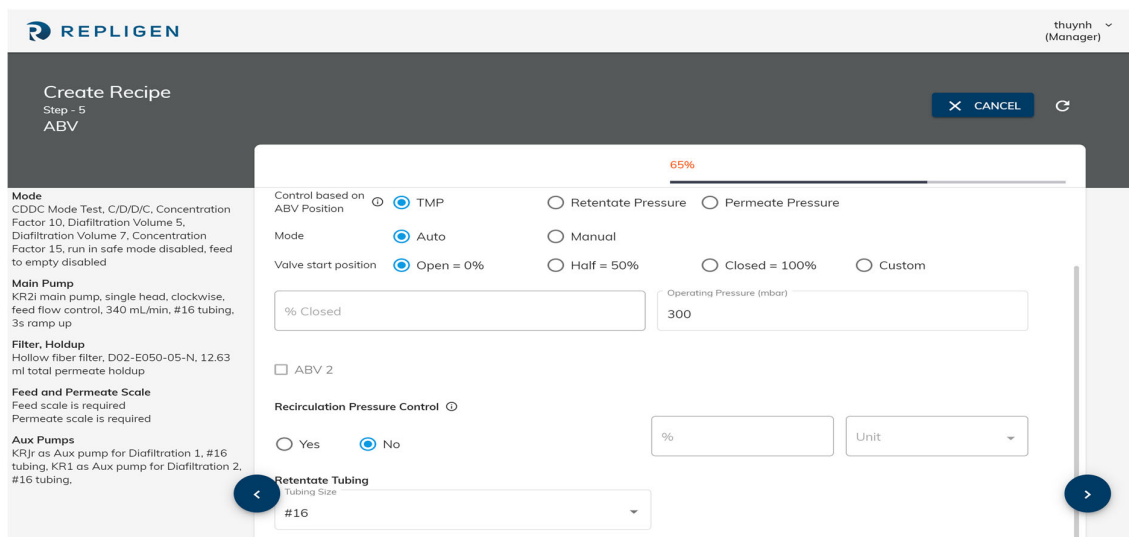 REPLIGEN
thuynh
(Manager)
Create Recipe
Step - 5
ABV
CANCEL
65%
Mode
CDDC Mode Test, C/D/D/C, Concentration
Factor 10, Diafiltration Volume 5,
Diafiltration Volume 7, Concentration
Factor 15, run in safe mode disabled, feed
to empty disabled
Main Pump
KR2i main pump, single head, clockwise,
feed flow control, 340 mL/min, #16 tubing,
3s ramp up
Filter, Holdup
Hollow fiber filter, D02-E050-05-N, 12.63
ml total permeate holdup
Feed and Permeate Scale
Feed scale is required
Permeate scale is required
Aux Pumps
KRJr as Aux pump for Diafiltration 1, #16
tubing, KR1 as Aux pump for Diafiltration 2,
#16 tubing,
Control based on
ABV Position
TMP
Retentate Pressure
Permeate Pressure
Mode
Auto
Manual
Valve start position
Open = 0%
Half = 50%
Closed = 100%
Custom
% Closed
Operating Pressure (mbar)
300
ABV 2
Recirculation Pressure Control
Yes
No
%
Unit
Retentate Tubing
Tubing Size
#16